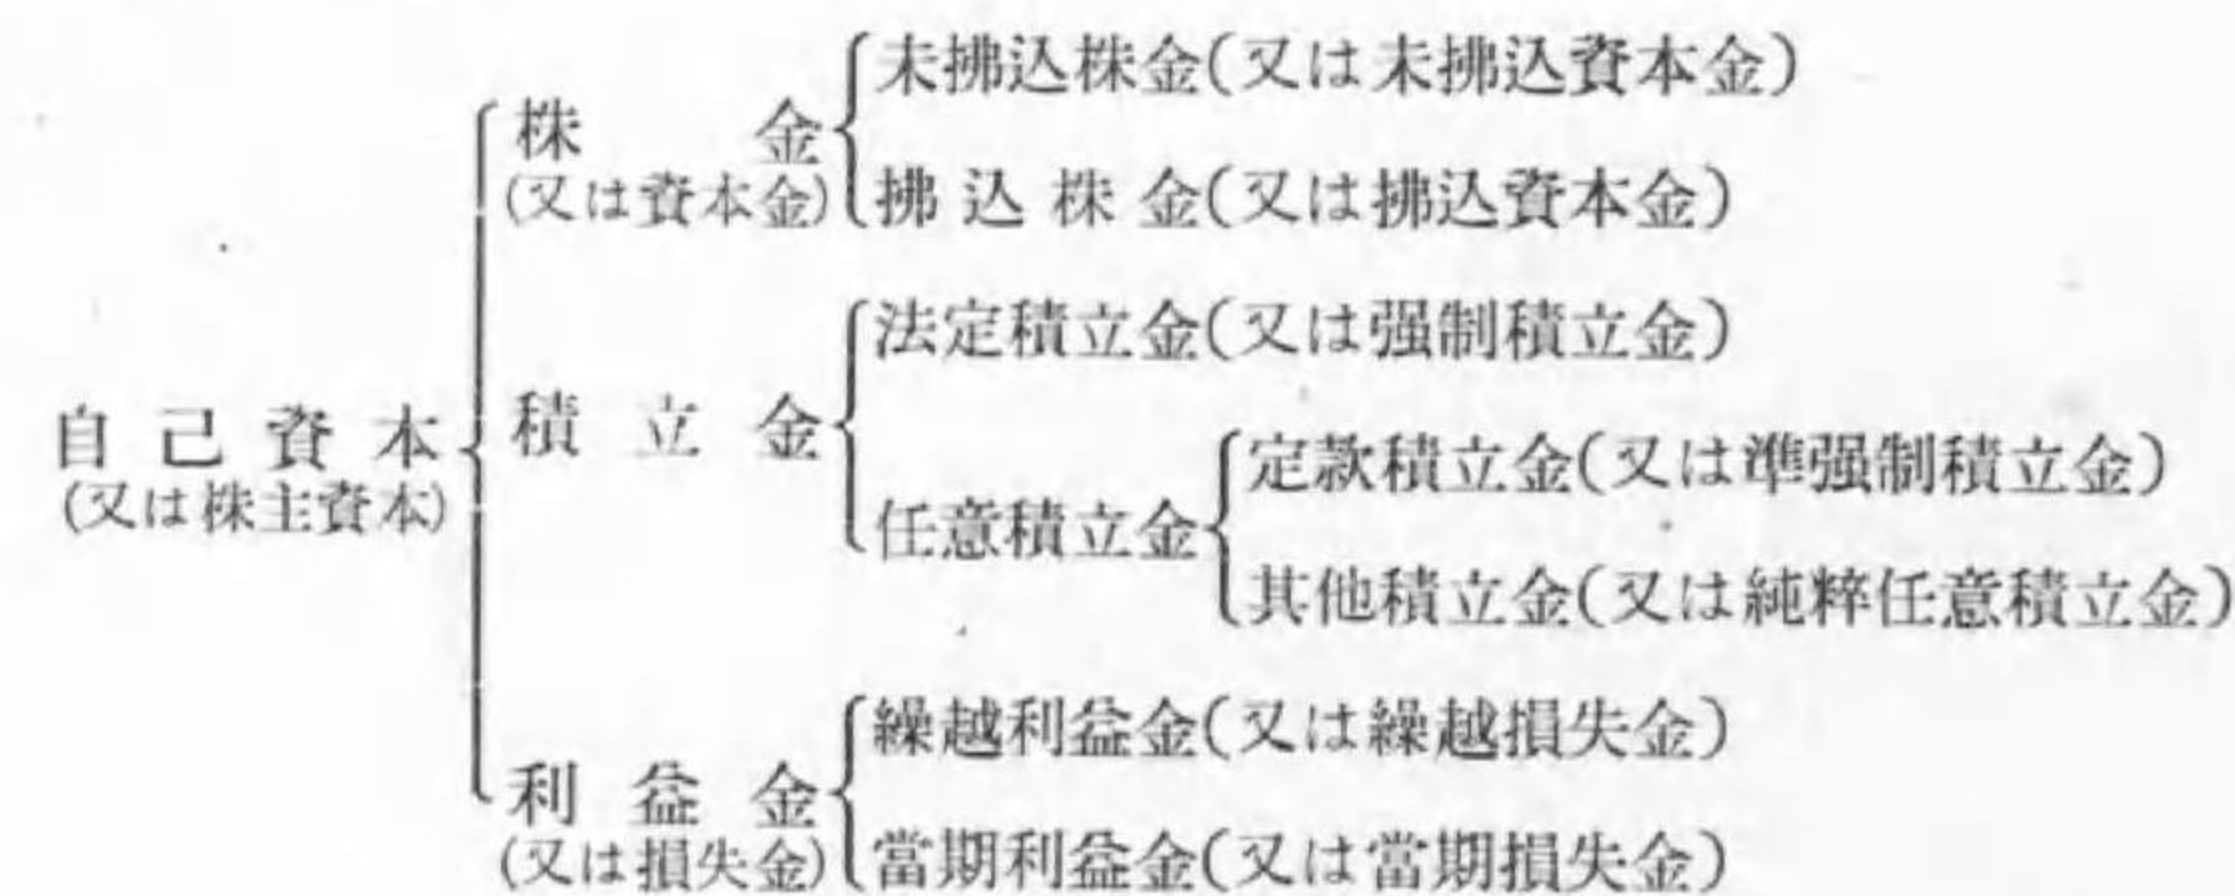 自己資本
(又は株主資本)
株金
(又は資本金)
未拂込株金(又は未拂込資本金)
拂込株金(又は拂込資本金)
積立金
法定積立金(又は强制積立金)
任意積立金
定款積立金(又は準强制積立金)
其他積立金(又は純粹任意積立金)
利益金
(又は損失金)
繰越利益金(又は繰越損失金)
當期利益金(又は當期損失金)